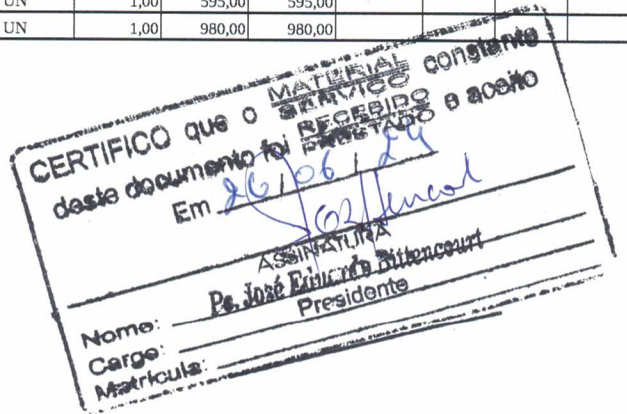 UN 1,00 595,00 595,00
UN 1,00 980,00 980,00
CERTIFICO que o MATERIAL SERVIÇO constante
deste documento foi RECEBIDO PRESTADO e aceito
Em 26 / 06 / 24
ASSINATURA
Nome: Pe. José Eduardo Bittencourt
Cargo: Presidente
Matrícula: